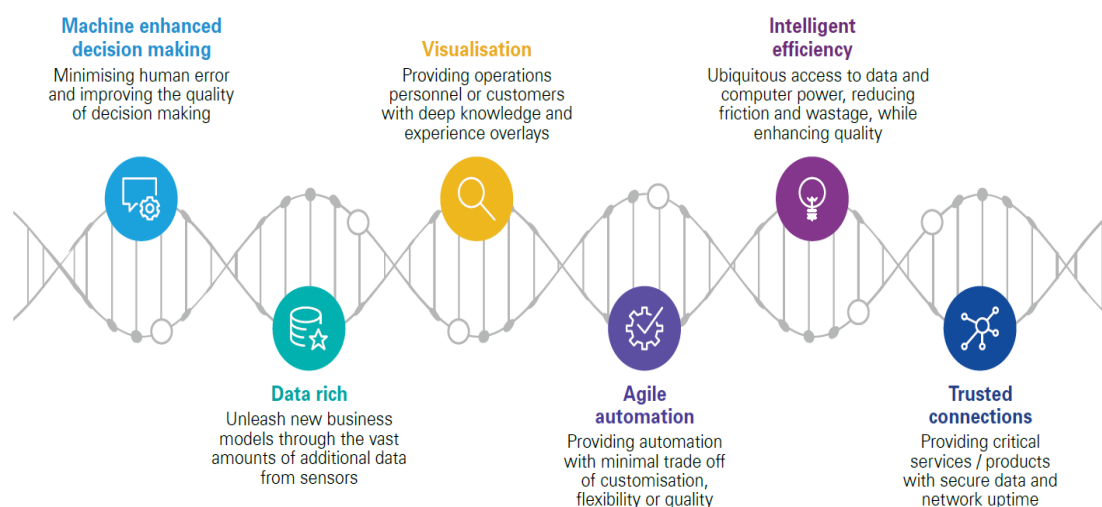 Machine enhanced
decision making
Minimising human error
and improving the quality
of decision making
Visualisation
Providing operations
personnel or customers
with deep knowledge and
experience overlays
Intelligent
efficiency
Ubiquitous access to data and
computer power, reducing
friction and wastage, while
enhancing quality
Data rich
Unleash new business
models through the vast
amounts of additional data
from sensors
Agile
automation
Providing automation
with minimal trade off
of customisation,
flexibility or quality
Trusted
connections
Providing critical
services / products
with secure data and
network uptime